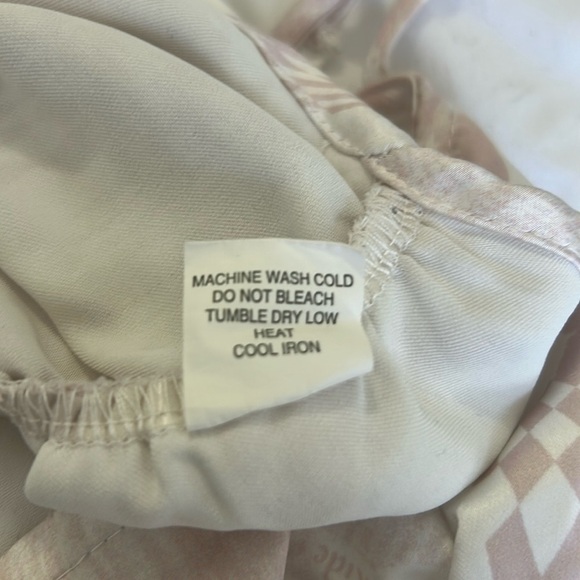 MACHINE WASH COLD
DO NOT BLEACH
TUMBLE DRY LOW
HEAT
COOL IRON